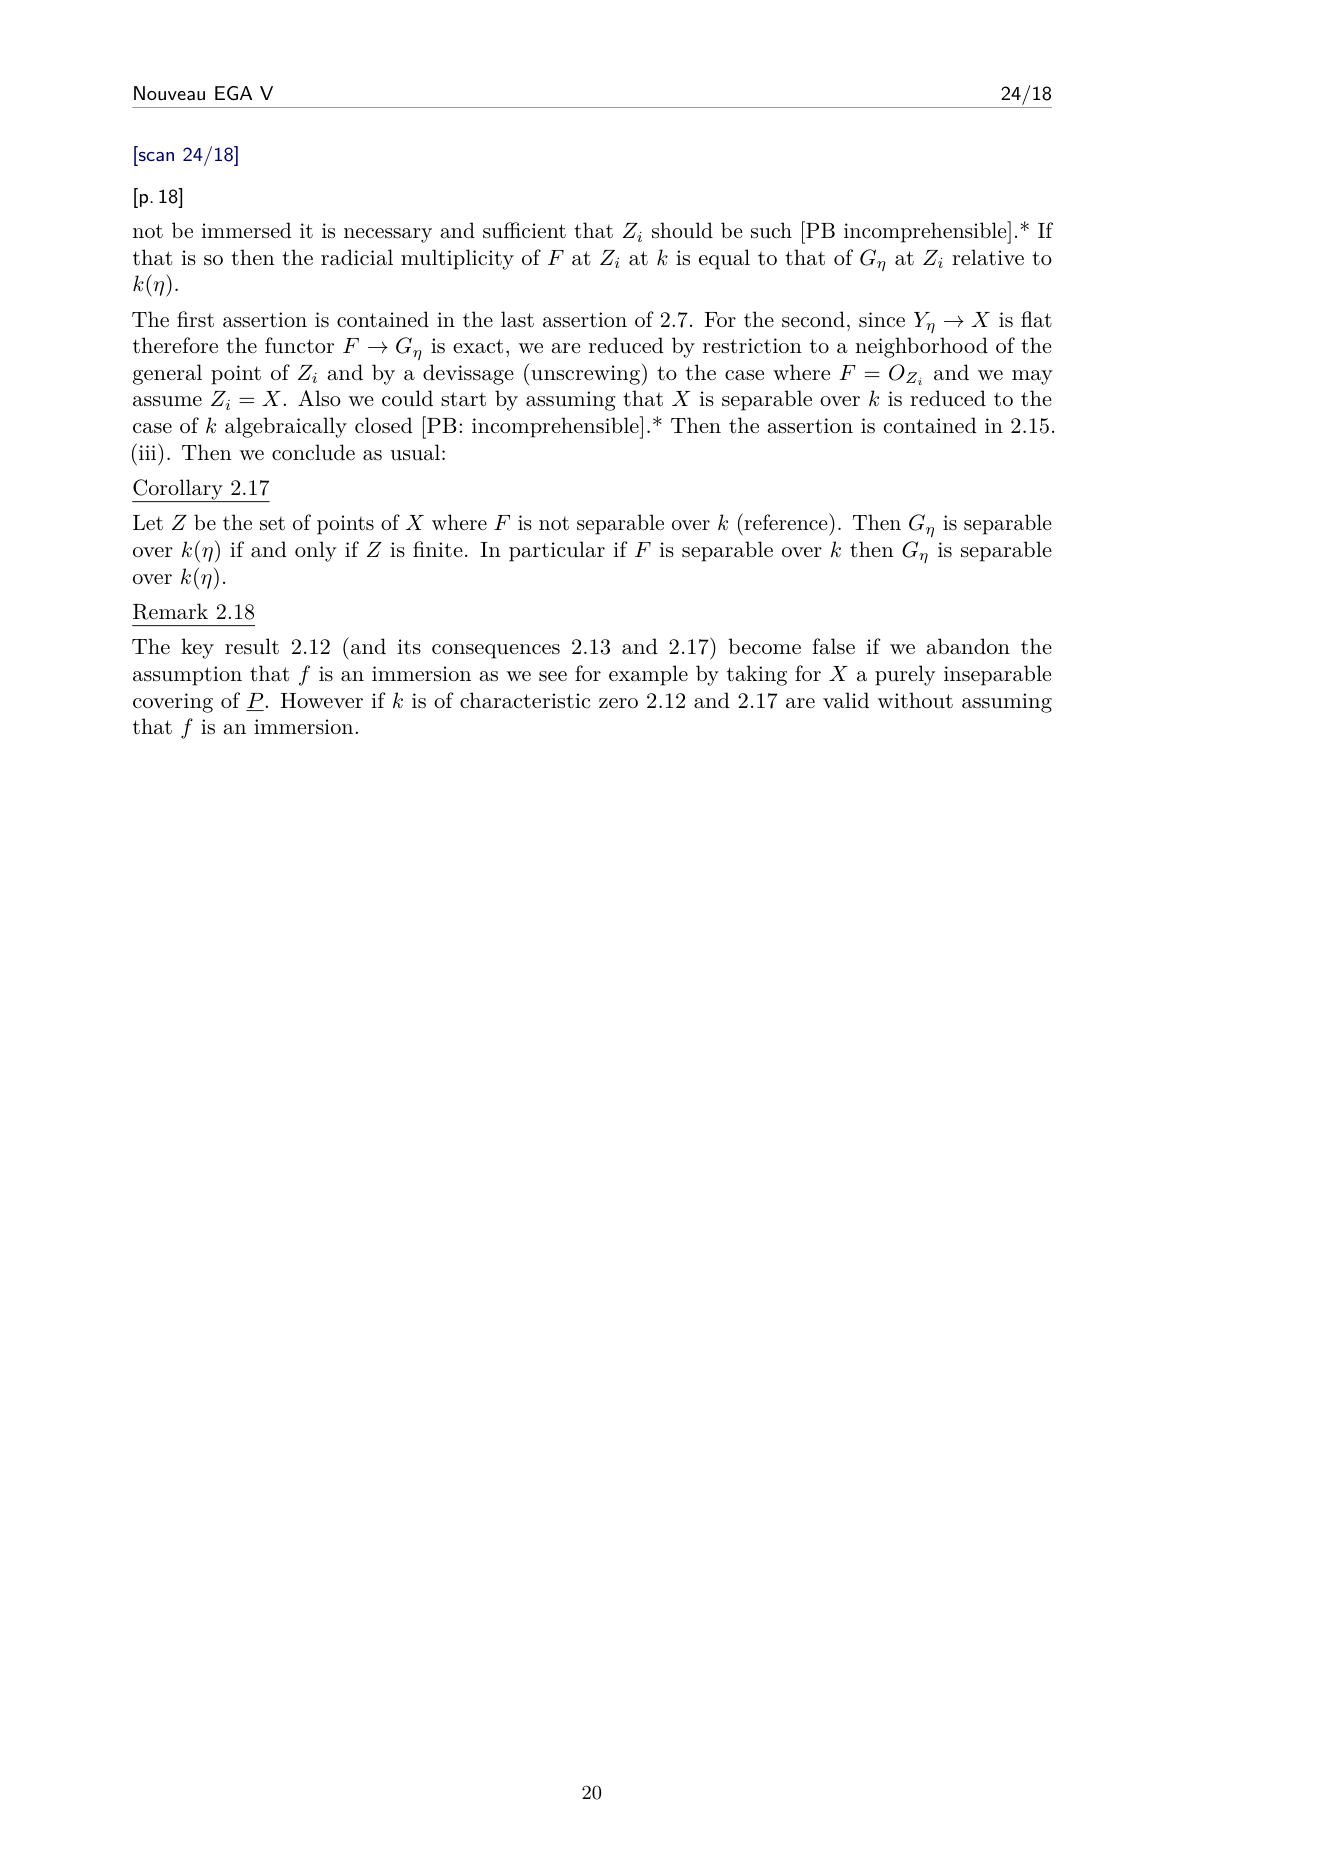 Nouveau EGA V 24/18
[scan 24/18]
[p. 18]
not be immersed it is necessary and sufficient that $Z_i$ should be such [PB incomprehensible].* If
that is so then the radicial multiplicity of $F$ at $Z_i$ at $k$ is equal to that of $G_\eta$ at $Z_i$ relative to
$k(\eta)$.
The first assertion is contained in the last assertion of 2.7. For the second, since $Y_\eta \to X$ is flat
therefore the functor $F \to G_\eta$ is exact, we are reduced by restriction to a neighborhood of the
general point of $Z_i$ and by a devissage (unscrewing) to the case where $F = O_{Z_i}$ and we may
assume $Z_i = X$. Also we could start by assuming that $X$ is separable over $k$ is reduced to the
case of $k$ algebraically closed [PB: incomprehensible].* Then the assertion is contained in 2.15.
(iii). Then we conclude as usual:
Corollary 2.17
Let $Z$ be the set of points of $X$ where $F$ is not separable over $k$ (reference). Then $G_\eta$ is separable
over $k(\eta)$ if and only if $Z$ is finite. In particular if $F$ is separable over $k$ then $G_\eta$ is separable
over $k(\eta)$.
Remark 2.18
The key result 2.12 (and its consequences 2.13 and 2.17) become false if we abandon the
assumption that $f$ is an immersion as we see for example by taking for $X$ a purely inseparable
covering of $\underline{P}$. However if $k$ is of characteristic zero 2.12 and 2.17 are valid without assuming
that $f$ is an immersion.
20